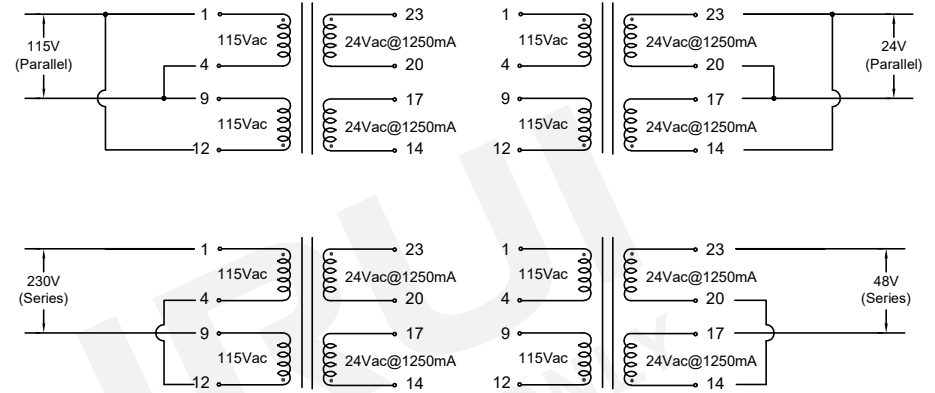 1
23
115Vac
24Vac@1250mA
4
20
9
17
115Vac
24Vac@1250mA
12
14
115V
(Parallel)
1
23
115Vac
24Vac@1250mA
4
20
9
17
115Vac
24Vac@1250mA
12
14
24V
(Parallel)
1
23
115Vac
24Vac@1250mA
4
20
9
17
115Vac
24Vac@1250mA
12
14
230V
(Series)
1
23
115Vac
24Vac@1250mA
4
20
9
17
115Vac
24Vac@1250mA
12
14
48V
(Series)